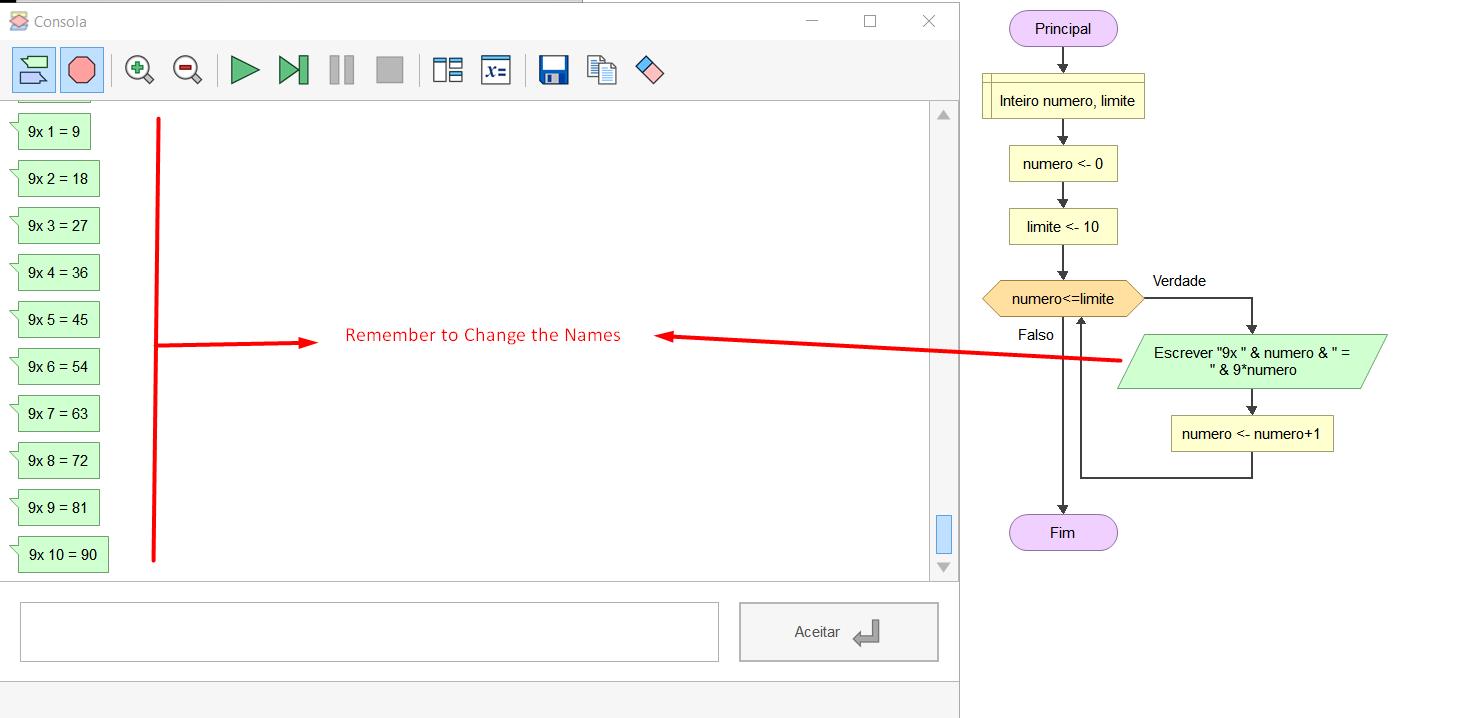 Consola
x=
9x 1 = 9
9x 2 = 18
9x 3 = 27
9x 4 = 36
9x 5 = 45
9x 6 = 54
9x 7 = 63
9x 8 = 72
9x 9 = 81
9x 10 = 90
Remember to Change the Names
Aceitar
Principal
Inteiro numero, limite
numero <- 0
limite <- 10
numero<=limite
Verdade
Falso
Escrever "9x " & numero & " =
" & 9*numero
numero <- numero+1
Fim